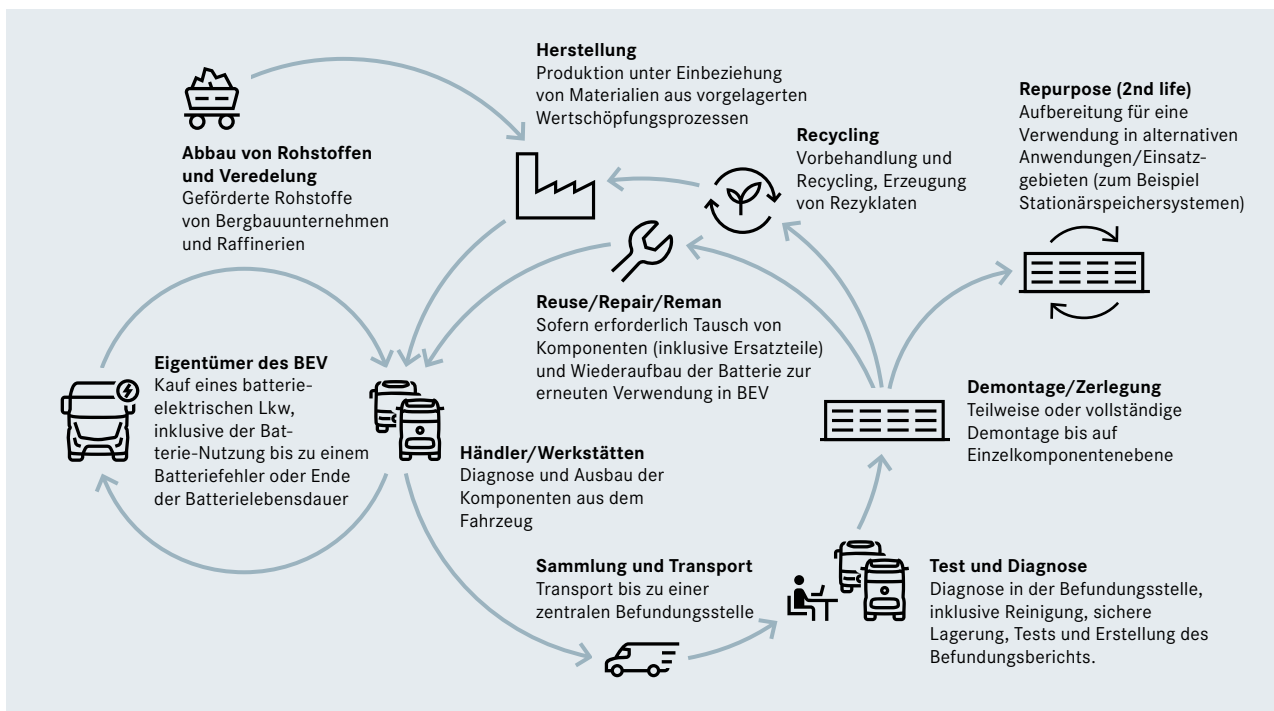 Herstellung
Produktion unter Einbeziehung
von Materialien aus vorgelagerten
Wertschöpfungsprozessen
Repurpose (2nd life)
Aufbereitung für eine
Verwendung in alternativen
Anwendungen/Einsatz-
gebieten (zum Beispiel
Stationärspeichersystemen)
Recycling
Vorbehandlung und
Recycling, Erzeugung
von Rezyklaten
Abbau von Rohstoffen
und Veredelung
Geförderte Rohstoffe
von Bergbauunternehmen
und Raffinerien
Reuse/Repair/Reman
Sofern erforderlich Tausch von
Komponenten (inklusive Ersatzteile)
und Wiederaufbau der Batterie zur
erneuten Verwendung in BEV
Eigentümer des BEV
Kauf eines batterie-
elektrischen Lkw,
inklusive der Bat-
terie-Nutzung bis zu einem
Batteriefehler oder Ende
der Batterielebensdauer
Demontage/Zerlegung
Teilweise oder vollständige
Demontage bis auf
Einzelkomponentenebene
Händler/Werkstätten
Diagnose und Ausbau der
Komponenten aus dem
Fahrzeug
Sammlung und Transport
Transport bis zu einer
zentralen Befundungsstelle
Test und Diagnose
Diagnose in der Befundungsstelle,
inklusive Reinigung, sichere
Lagerung, Tests und Erstellung des
Befundungsberichts.